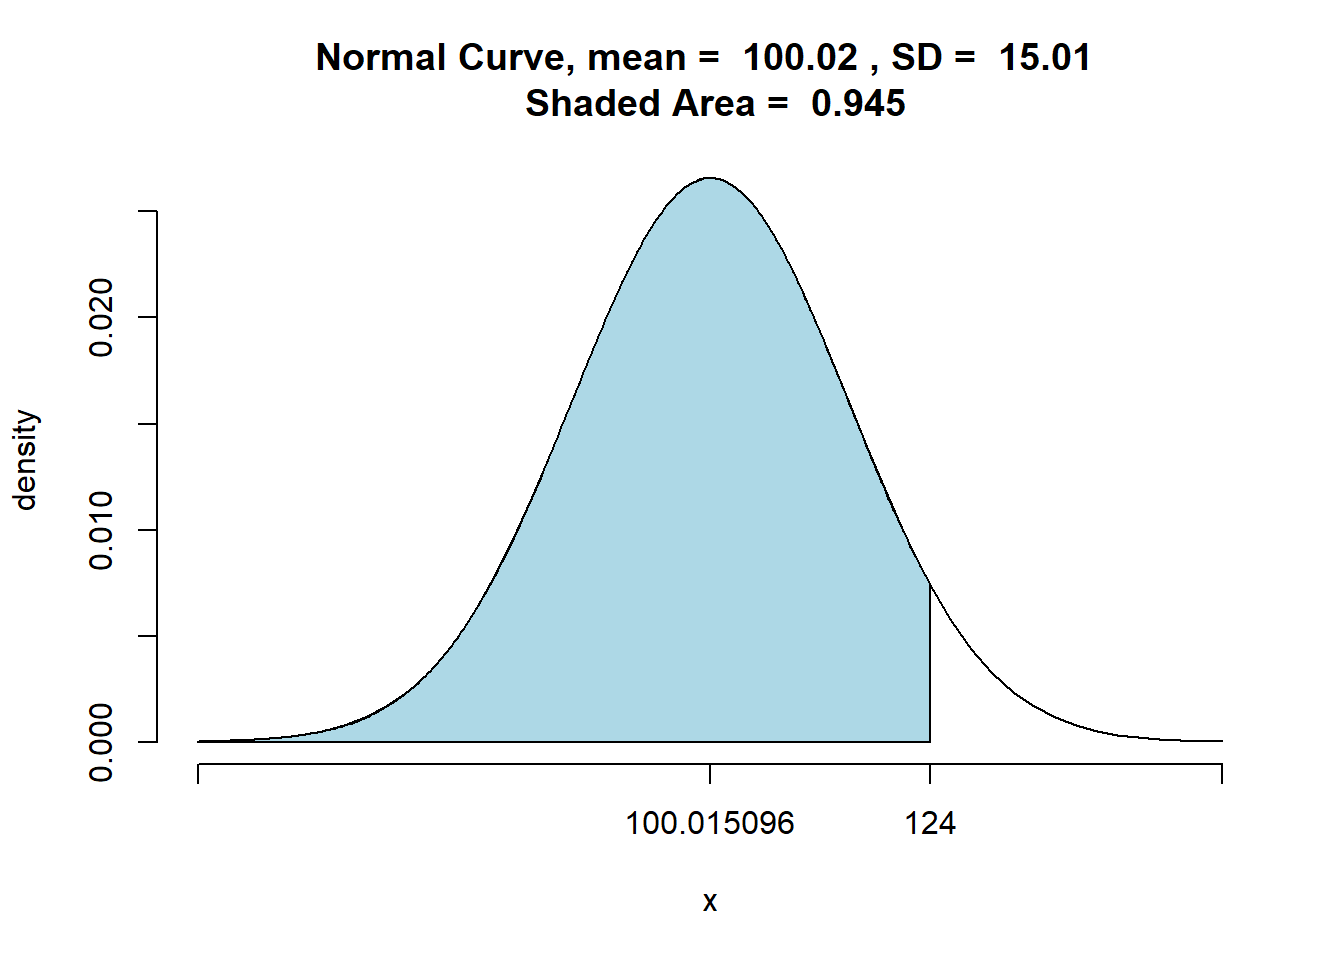 Normal Curve, mean =  100.02 , SD =  15.01
Shaded Area =  0.945
density
0.020
0.010
0.000
100.015096
124
x